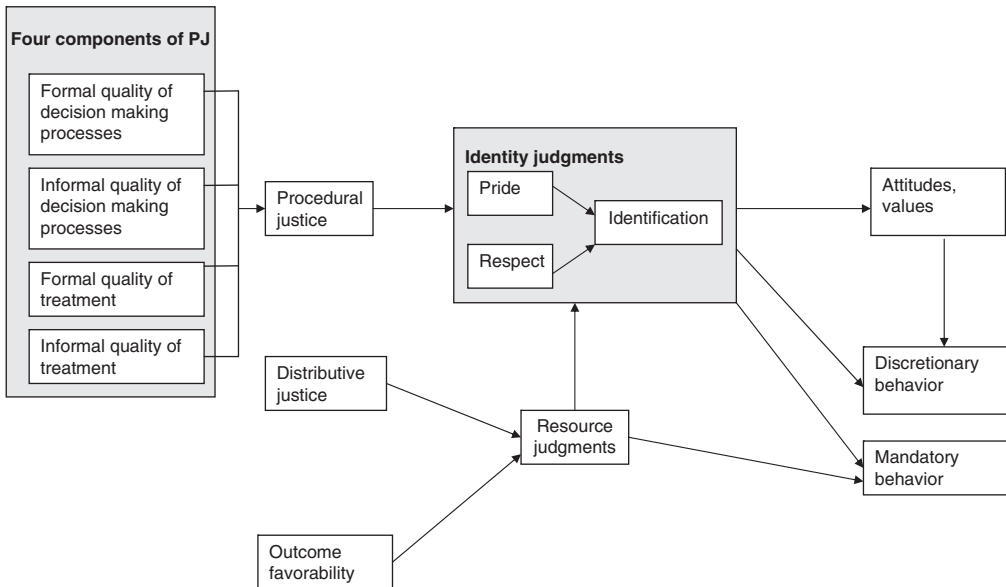 Four components of PJ
Formal quality of
decision making
processes
Informal quality of
decision making
processes
Formal quality of
treatment
Informal quality of
treatment
Procedural
justice
Distributive
justice
Outcome
favorability
Identity judgments
Pride
Respect
Identification
Resource
judgments
Attitudes,
values
Discretionary
behavior
Mandatory
behavior